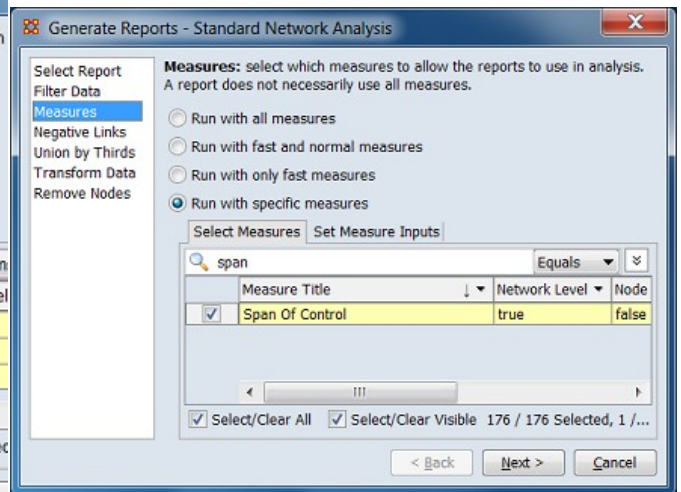 Generate Reports - Standard Network Analysis
Select Report
Filter Data
Measures
Negative Links
Union by Thirds
Transform Data
Remove Nodes
Measures: select which measures to allow the reports to use in analysis.
A report does not necessarily use all measures.
Run with all measures
Run with fast and normal measures
Run with only fast measures
Run with specific measures
Select Measures Set Measure Inputs
span Equals
Measure Title Network Level Node
Span Of Control true false
Select/Clear All Select/Clear Visible 176 / 176 Selected, 1 /...
< Back Next > Cancel